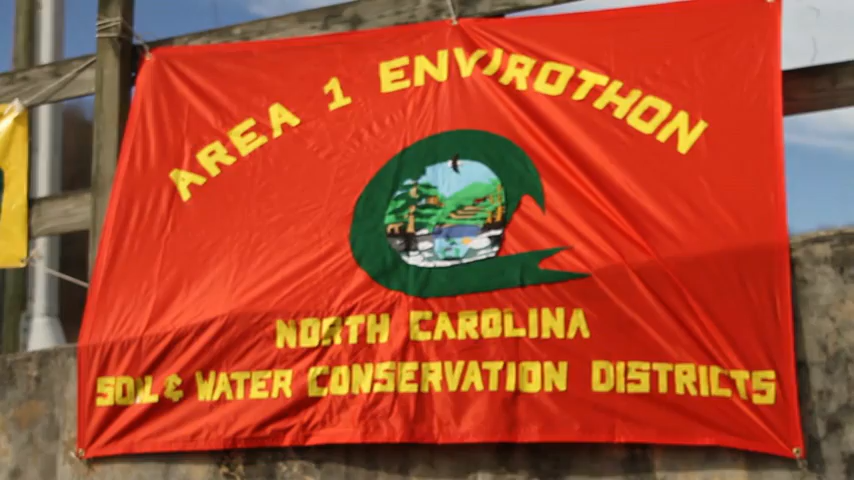 AREA 1 ENVIROTHON
NORTH CAROLINA
SOIL & WATER CONSERVATION DISTRICTS